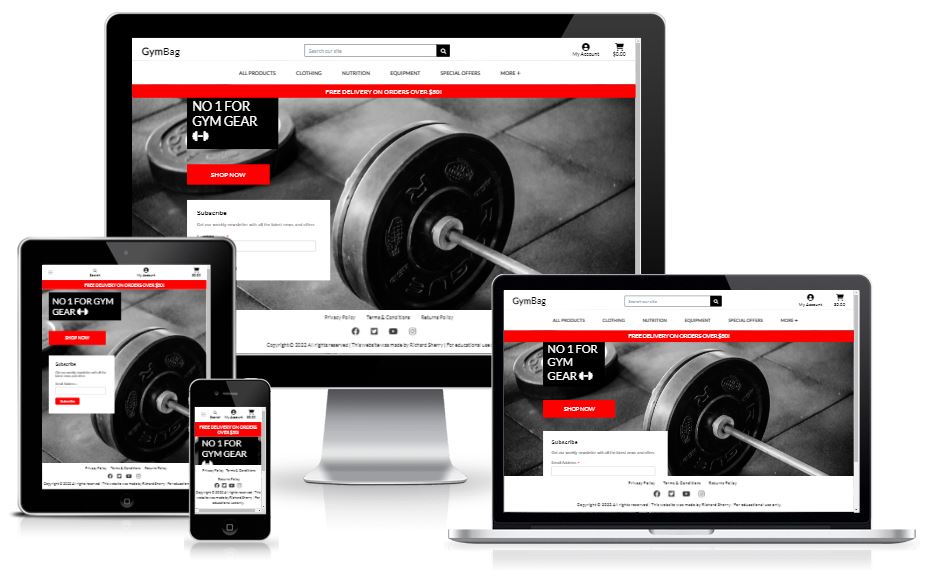 GymBag
Search our site
My Account
$0.00
ALL PRODUCTS
CLOTHING
NUTRITION
EQUIPMENT
SPECIAL OFFERS
MORE +
FREE DELIVERY ON ORDERS OVER $80!
NO 1 FOR
GYM GEAR
SHOP NOW
Subscribe
Get our weekly newsletter with all the latest news and offers.
Privacy Policy
Terms & Conditions
Returns Policy
Copyright © 2022 All rights reserved | This website was made by Richard Sherry | For educational use
Search
My Account
$0.00
FREE DELIVERY ON ORDERS OVER $80!
NO 1 FOR GYM
GEAR
SHOP NOW
Subscribe
Get our weekly newsletter with all the
latest news and offers.
Email Address
Subscribe
Privacy Policy
Terms & Conditions
Returns Policy
Copyright © 2022 All rights reserved | This website was made by Richard Sherry | For education
Search
My Account
$0.00
FREE DELIVERY ON ORDERS
OVER $80!
NO 1 FOR
GYM GEAR
Privacy Policy
Terms & Conditions
Returns Policy
Copyright © 2022 All rights reserved | This
website was made by Richard Sherry | For
educational use only.
GymBag
Search our site
My Account
$0.00
ALL PRODUCTS
CLOTHING
NUTRITION
EQUIPMENT
SPECIAL OFFERS
MORE +
FREE DELIVERY ON ORDERS OVER $80!
NO 1 FOR
GYM
GEAR
SHOP NOW
Subscribe
Get our weekly newsletter with all the latest news and offers.
Email Address *
Privacy Policy
Terms & Conditions
Returns Policy
Copyright © 2022 All rights reserved | This website was made by Richard Sherry | For educational use only.